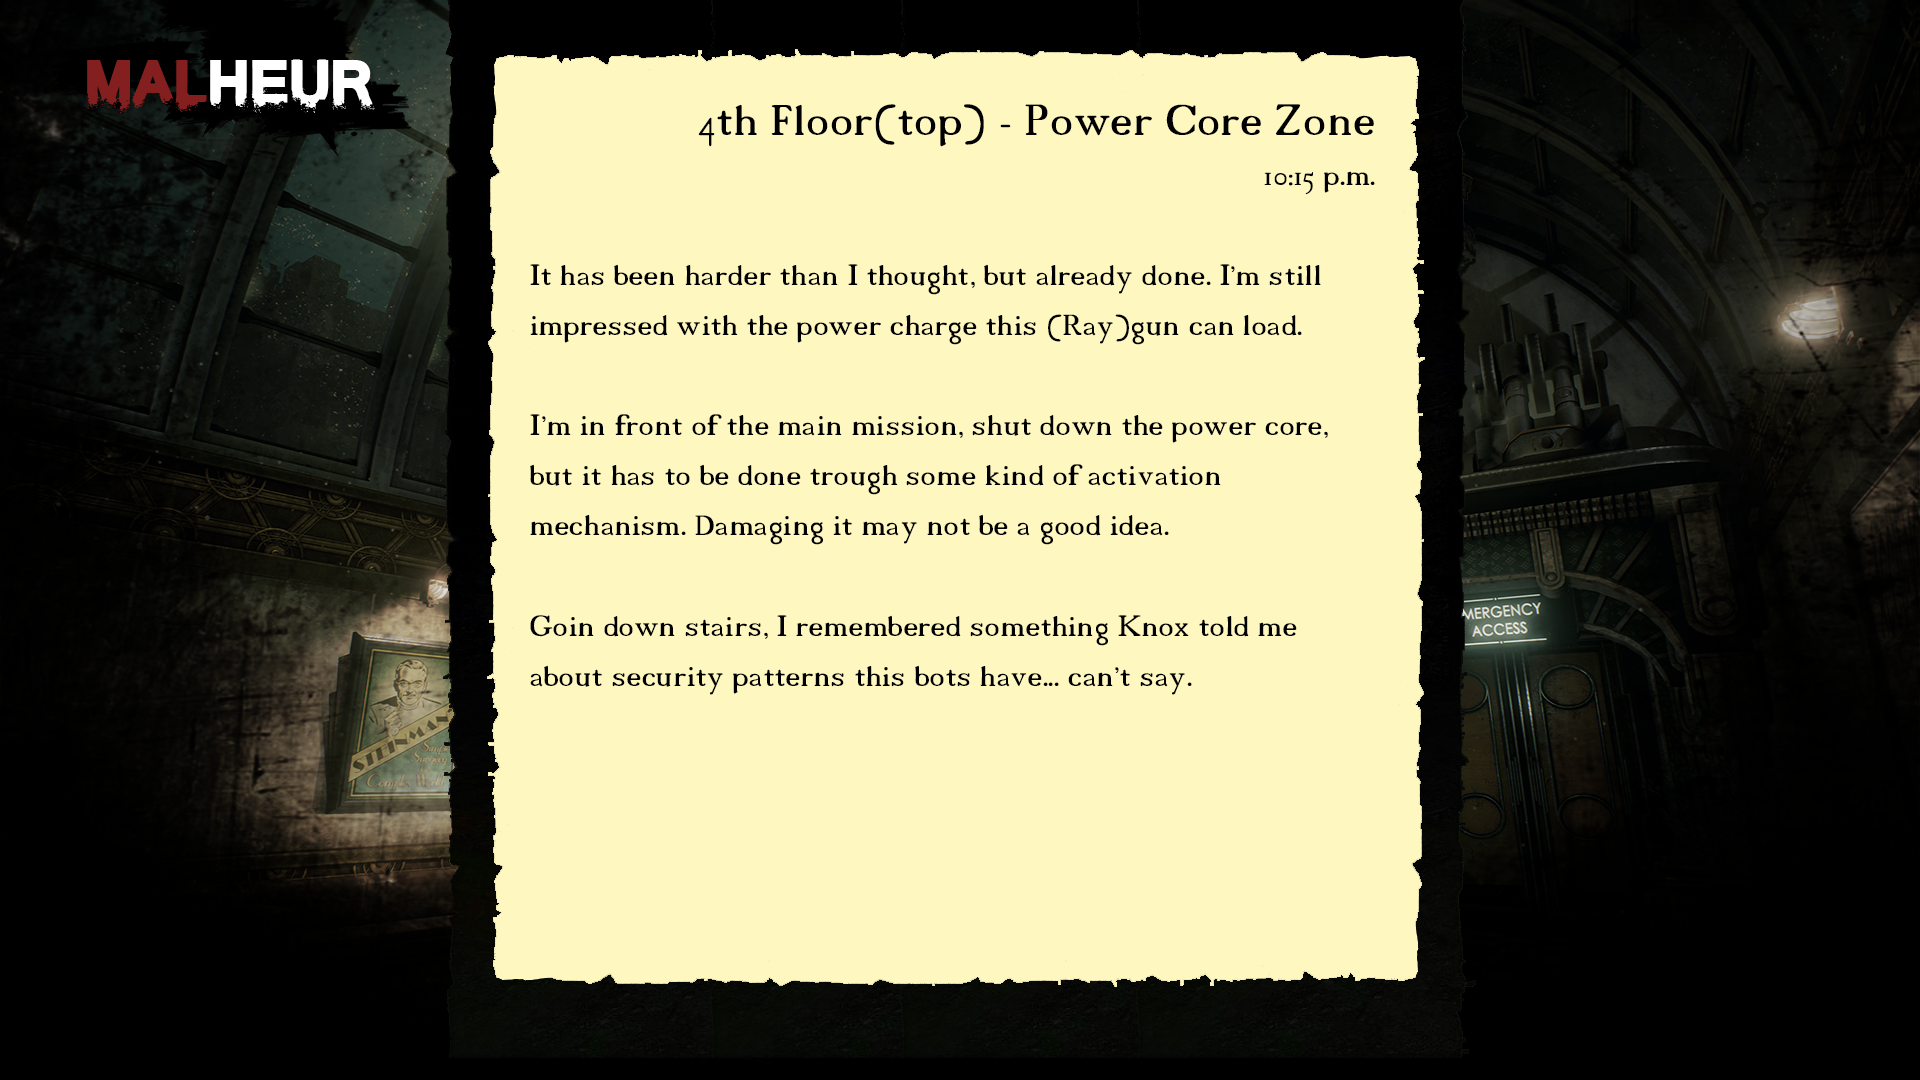 MALHEUR
4th Floor(top) - Power Core Zone
10:15 p.m.
It has been harder than I thought, but already done. I'm still
impressed with the power charge this (Ray)gun can load.
I'm in front of the main mission, shut down the power core,
but it has to be done trough some kind of activation
mechanism. Damaging it may not be a good idea.
Goin down stairs, I remembered something Knox told me
about security patterns this bots have... can't say.
MERGENCY
ACCESS
STEINMAN